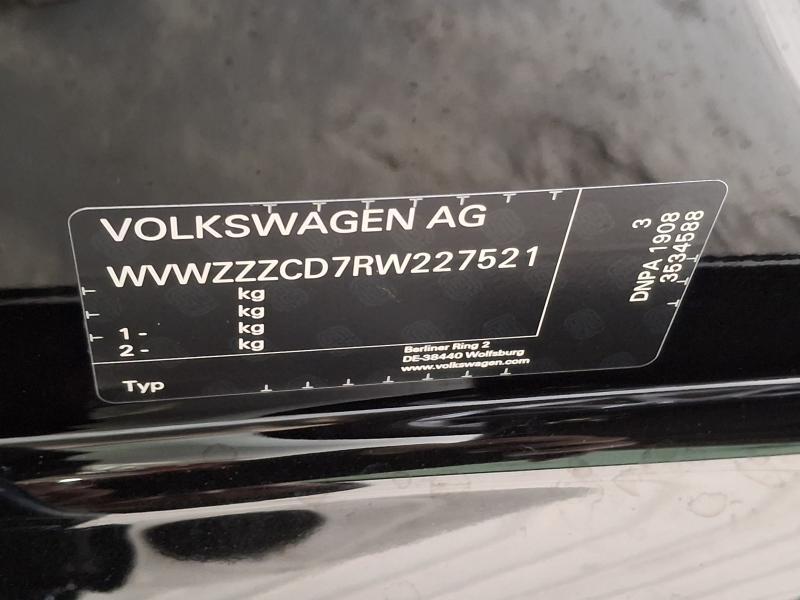 VOLKSWAGEN AG
WVWZZZCD7RW227521
kg
kg
1 - kg
2 - kg
Berliner Ring 2
DE-38440 Wolfsburg
www.volkswagen.com
Typ
3
DNPA 1908
3534588